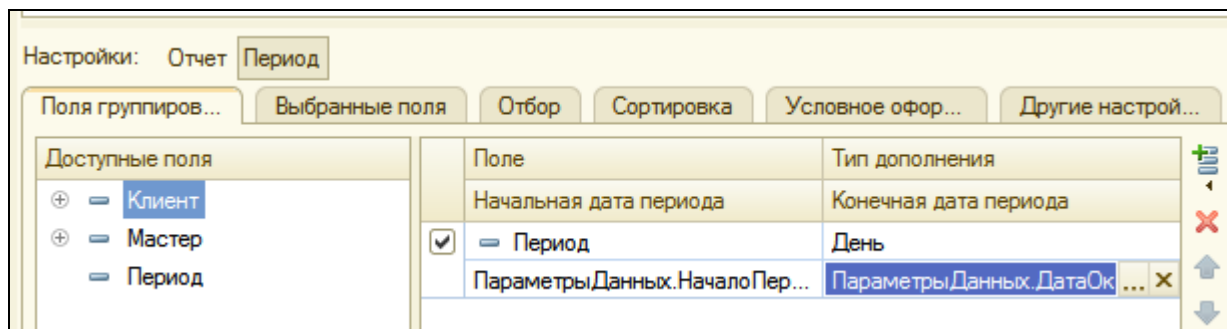 Настройки: Отчет Период
Поля группиров... Выбранные поля Отбор Сортировка Условное офор... Другие настрой...
Доступные поля Поле Тип дополнения
Клиент Начальная дата периода Конечная дата периода
Мастер Период День
Период ПараметрыДанных.НачалоПер... ПараметрыДанных.ДатаОк ...